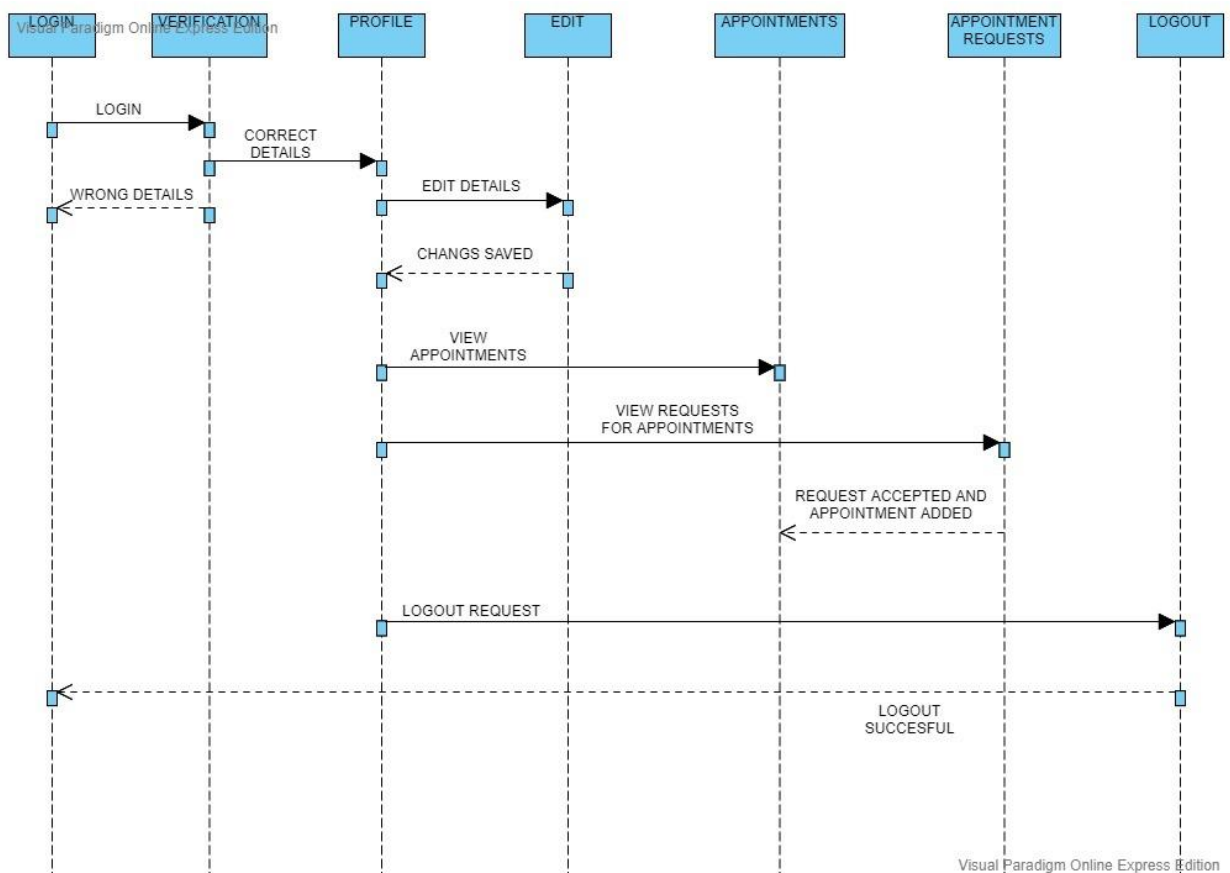 LOGIN
VERIFICATION
PROFILE
EDIT
APPOINTMENTS
APPOINTMENT
REQUESTS
LOGOUT
Visual Paradigm Online Express Edition
LOGIN
CORRECT
DETAILS
WRONG DETAILS
EDIT DETAILS
CHANGS SAVED
VIEW
APPOINTMENTS
VIEW REQUESTS
FOR APPOINTMENTS
REQUEST ACCEPTED AND
APPOINTMENT ADDED
LOGOUT REQUEST
LOGOUT
SUCCESFUL
Visual Paradigm Online Express Edition